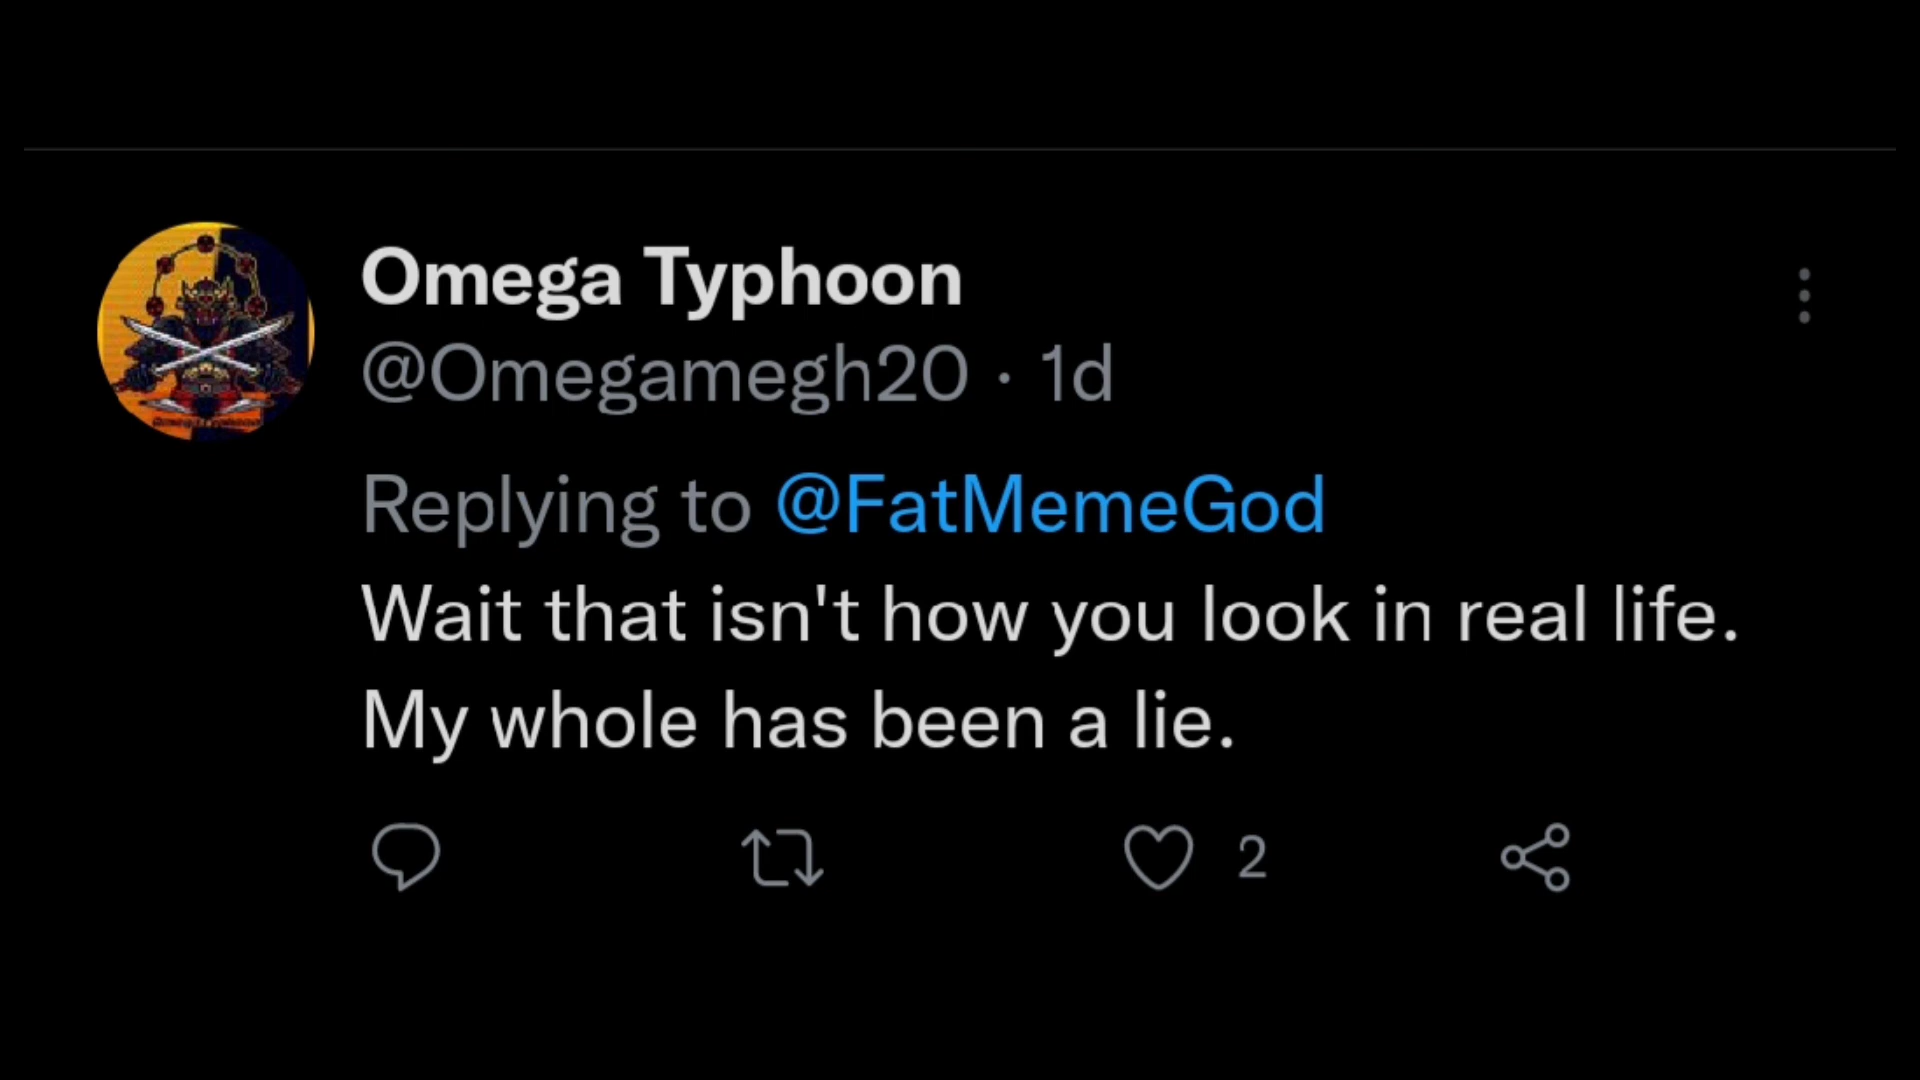 Omega Typhoon
@Omegamegh20 · 1d
Replying to @FatMemeGod
Wait that isn't how you look in real life.
My whole has been a lie.
2